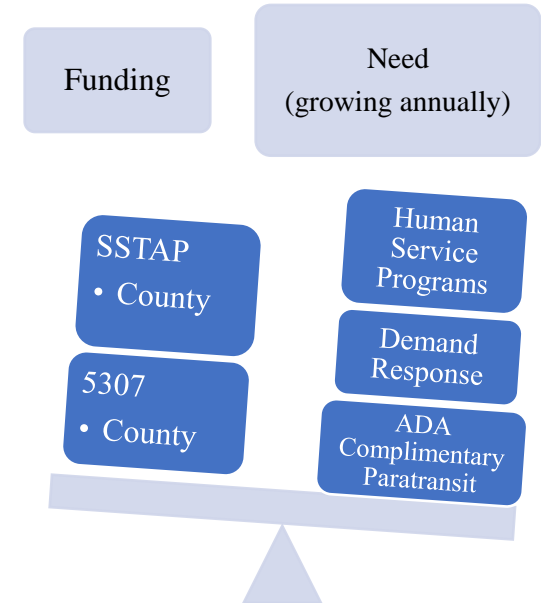 Funding
Need
(growing annually)
SSTAP
• County
5307
• County
Human
Service
Programs
Demand
Response
ADA
Complimentary
Paratransit